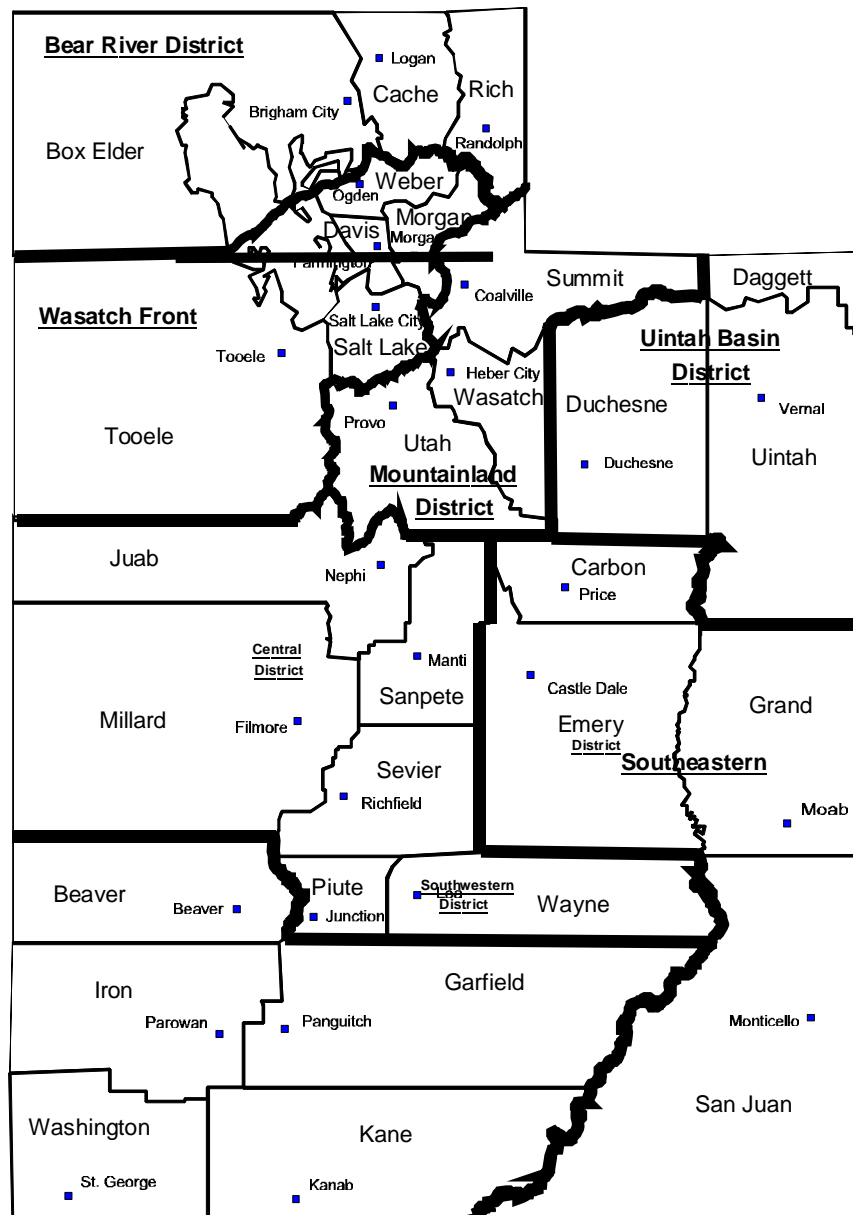 Bear River District
Logan
Cache
Rich
Brigham City
Randolph
Box Elder
Weber
Ogden
Morgan
Davis
Morgan
Farmington
Summit
Daggett
Coalville
Wasatch Front
Salt Lake City
Salt Lake
Uintah Basin
District
Tooele
Heber City
Wasatch
Duchesne
Provo
Vernal
Tooele
Utah
Mountainland
District
Duchesne
Uintah
Juab
Nephi
Carbon
Price
Central
District
Manti
Sanpete
Castle Dale
Grand
Millard
Filmore
Emery
District
Southeastern
Sevier
Richfield
Moab
Beaver
Beaver
Piute
Junction
Loa
Southwestern
District
Wayne
Iron
Garfield
Parowan
Panguitch
Monticello
San Juan
Washington
Kane
St. George
Kanab